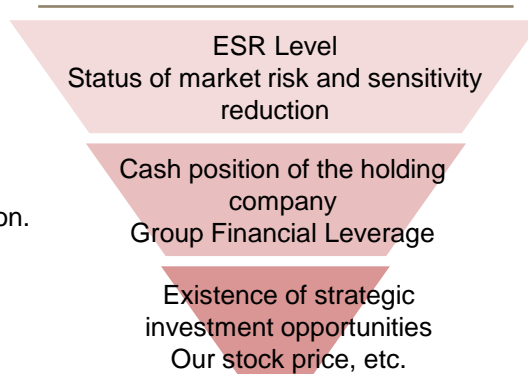 ESR Level
Status of market risk and sensitivity
reduction
Cash position of the holding
company
on.
Group Financial Leverage
Existence of strategic
investment opportunities
Our stock price, etc.